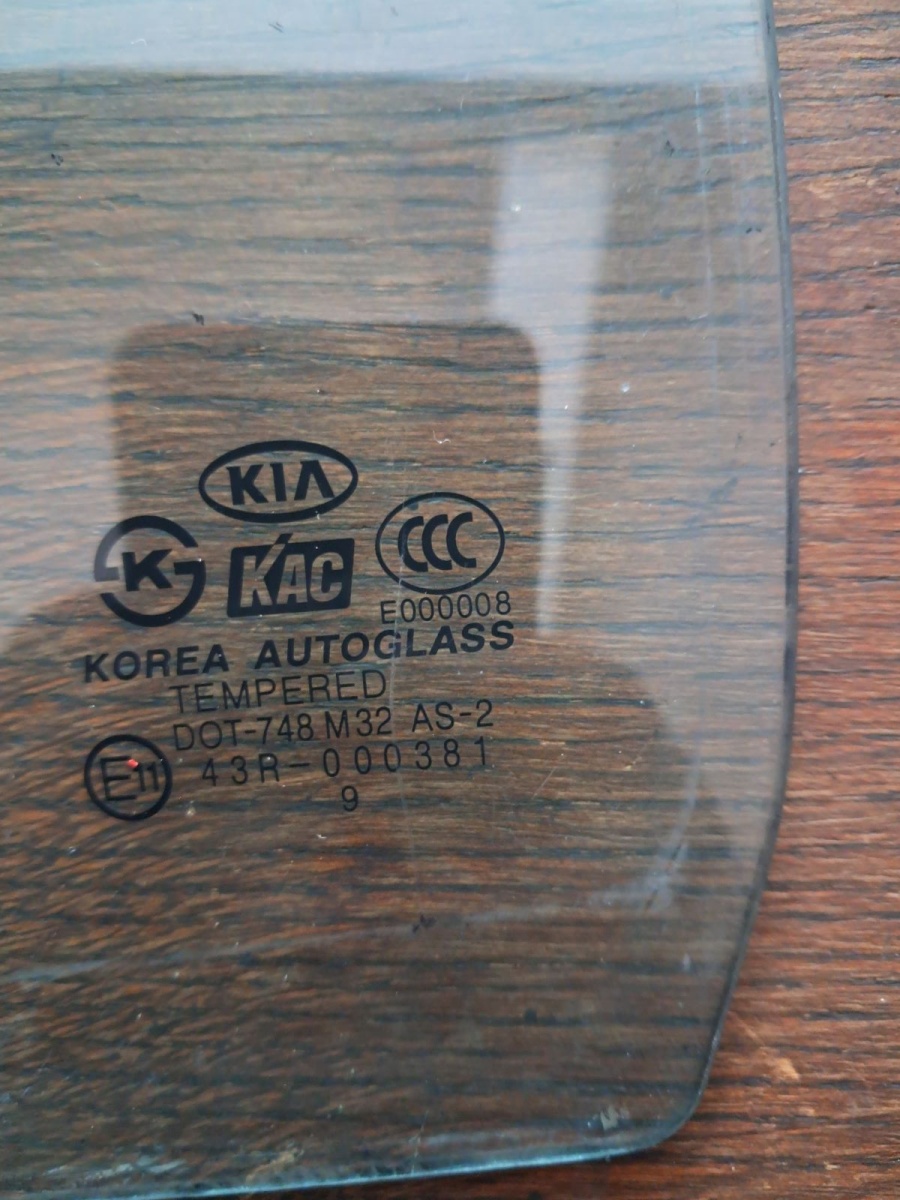 KIA
K
KAC
CCC
E000008
KOREA AUTOGLASS
TEMPERED
DOT-748 M32 AS-2
E11
43R-000381
9